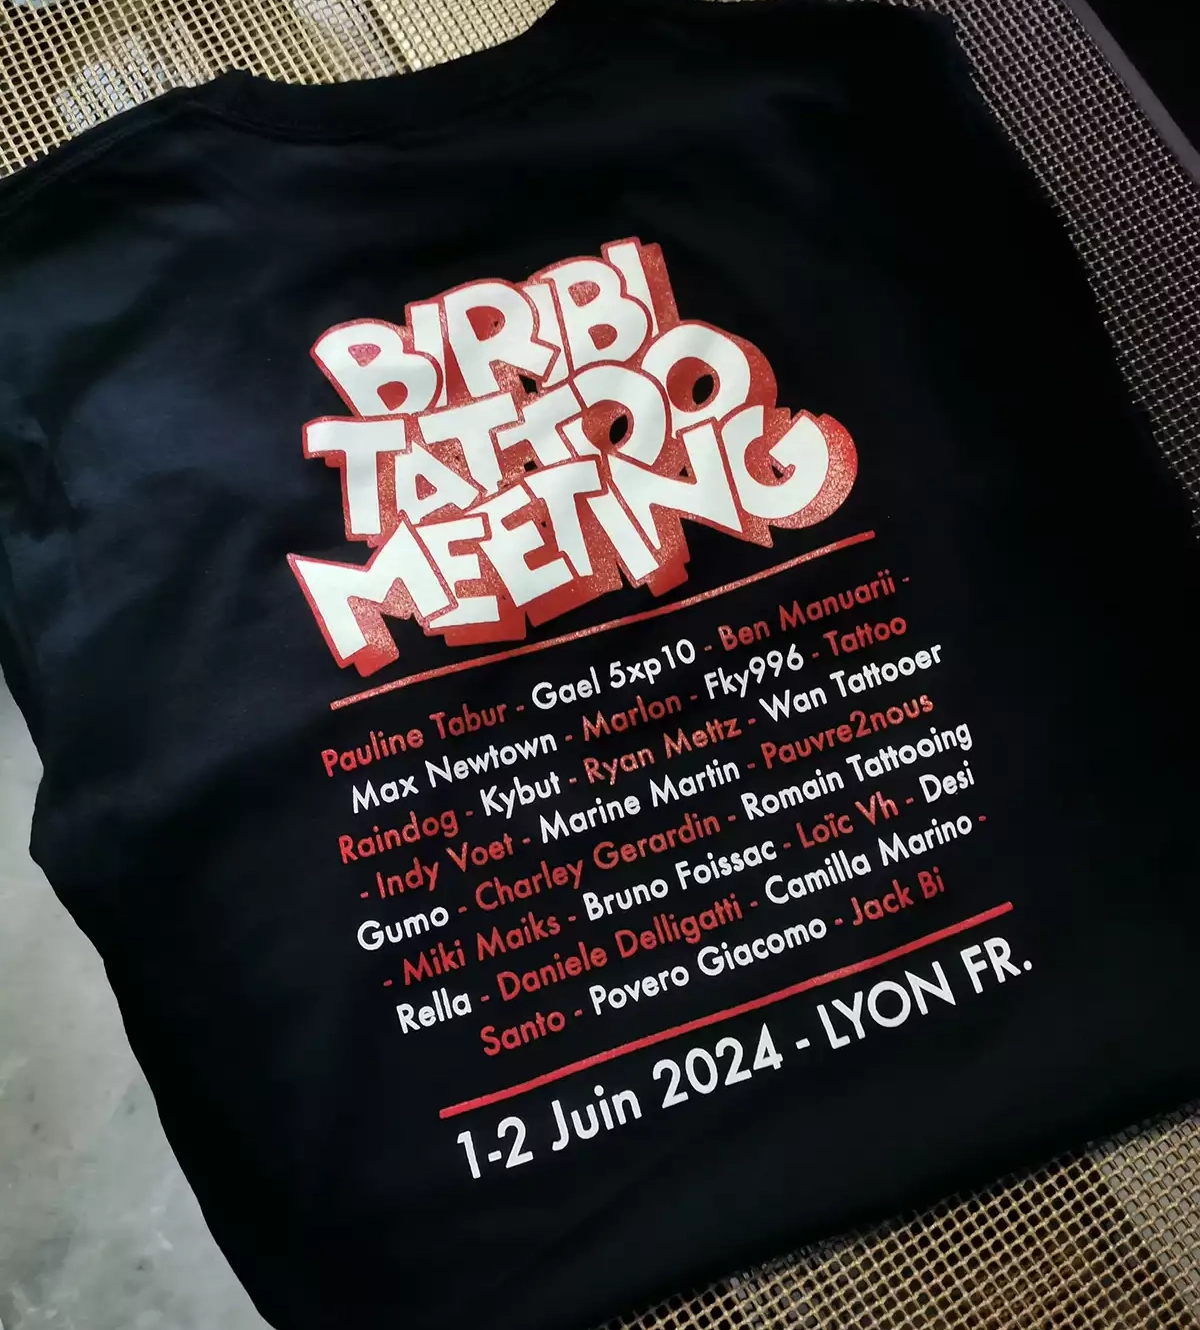 BIRIBI
TATTOO
MEETING
Pauline Tabur - Gael 5xp10 - Ben Manuarii -
Max Newtown - Marlon - Fky996 - Tattoo
Raindog - Kybut - Ryan Mettz - Wan Tattooer
- Indy Voet - Marine Martin - Pauvre2nous
Gumo - Charley Gerardin - Romain Tattooing
- Miki Maiks - Bruno Foissac - Loïc Vh - Desi
Rella - Daniele Delligatti - Camilla Marino -
Santo - Povero Giacomo - Jack Bi
1-2 Juin 2024 - LYON FR.